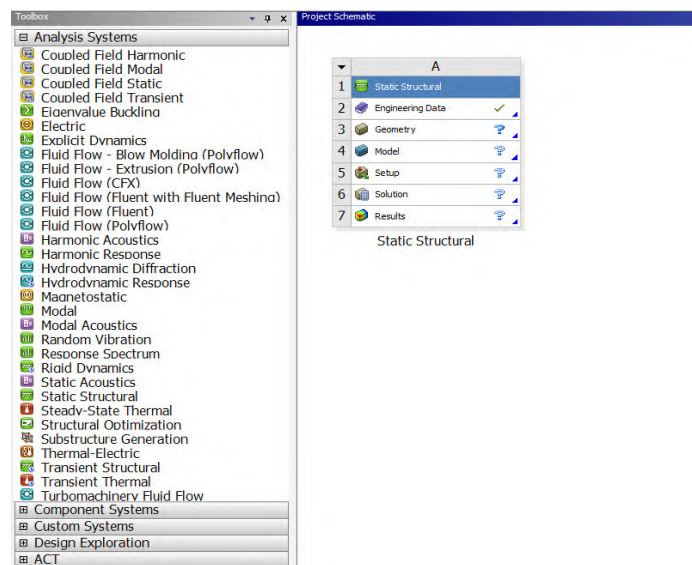 Toolbox
Analysis Systems
Coupled Field Harmonic
Coupled Field Modal
Coupled Field Static
Coupled Field Transient
Eigenvalue Buckling
Electric
Explicit Dynamics
Fluid Flow - Blow Molding (Polyflow)
Fluid Flow - Extrusion (Polyflow)
Fluid Flow (CFX)
Fluid Flow (Fluent with Fluent Meshing)
Fluid Flow (Fluent)
Fluid Flow (Polyflow)
Harmonic Acoustics
Harmonic Response
Hydrodynamic Diffraction
Hydrodynamic Response
Magnetostatic
Modal
Modal Acoustics
Random Vibration
Response Spectrum
Rigid Dynamics
Static Acoustics
Static Structural
Steady-State Thermal
Structural Optimization
Substructure Generation
Thermal-Electric
Transient Structural
Transient Thermal
Turbomachinery Fluid Flow
Component Systems
Custom Systems
Design Exploration
ACT
Project Schematic
A
1 Static Structural
2 Engineering Data
3 Geometry
4 Model
5 Setup
6 Solution
7 Results
Static Structural